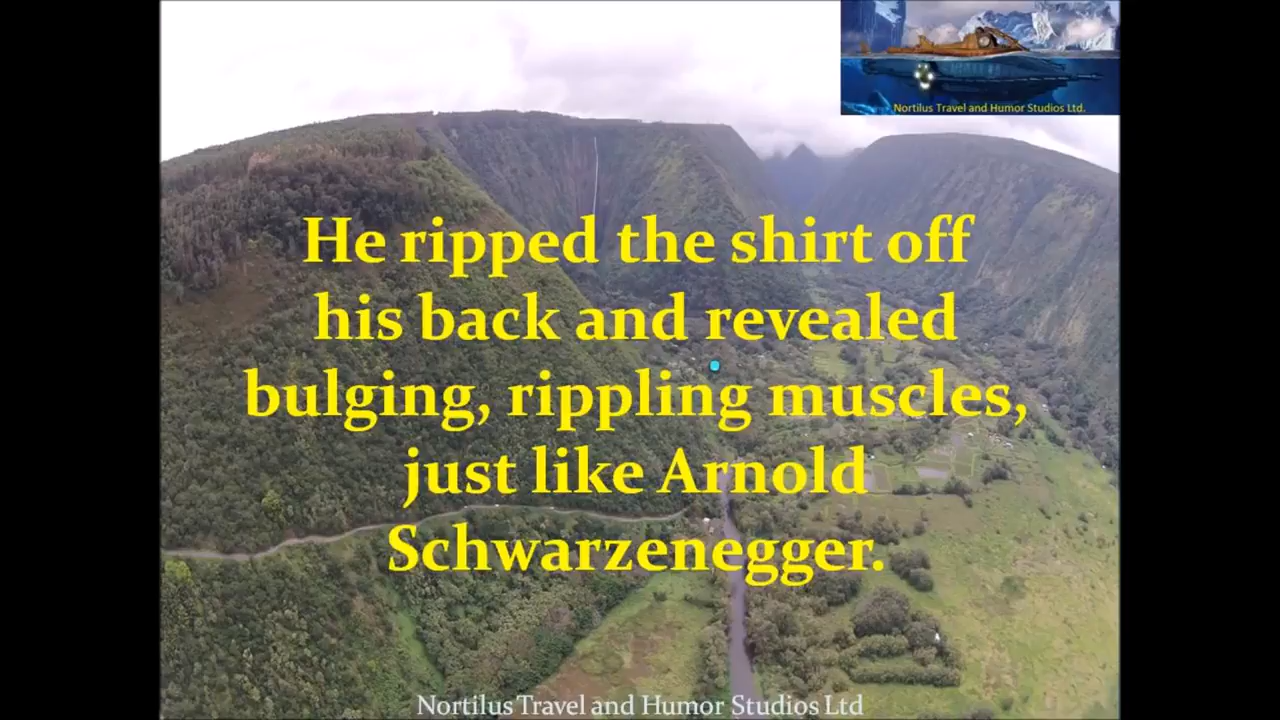 Nortilus Travel and Humor Studios Ltd.
He ripped the shirt off
his back and revealed
bulging, rippling muscles,
just like Arnold
Schwarzenegger.
Nortilus Travel and Humor Studios Ltd